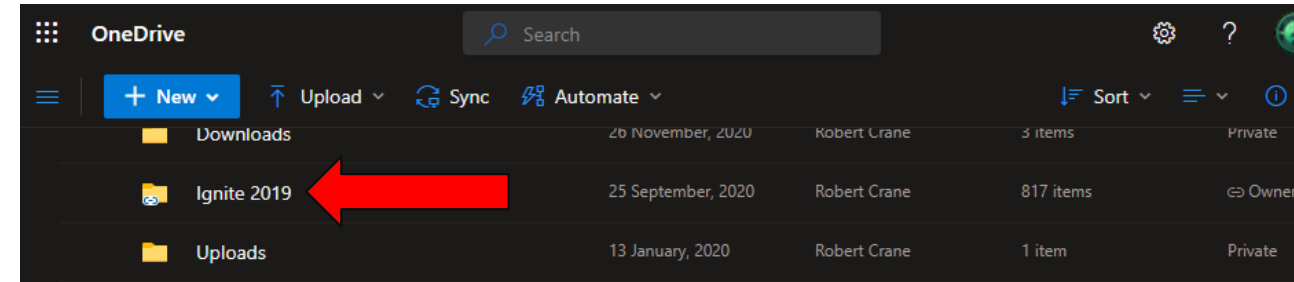 OneDrive Search ?
New Upload Sync Automate Sort
Downloads 26 November, 2020 Robert Crane 3 items Private
Ignite 2019 25 September, 2020 Robert Crane 817 items Owner
Uploads 13 January, 2020 Robert Crane 1 item Private